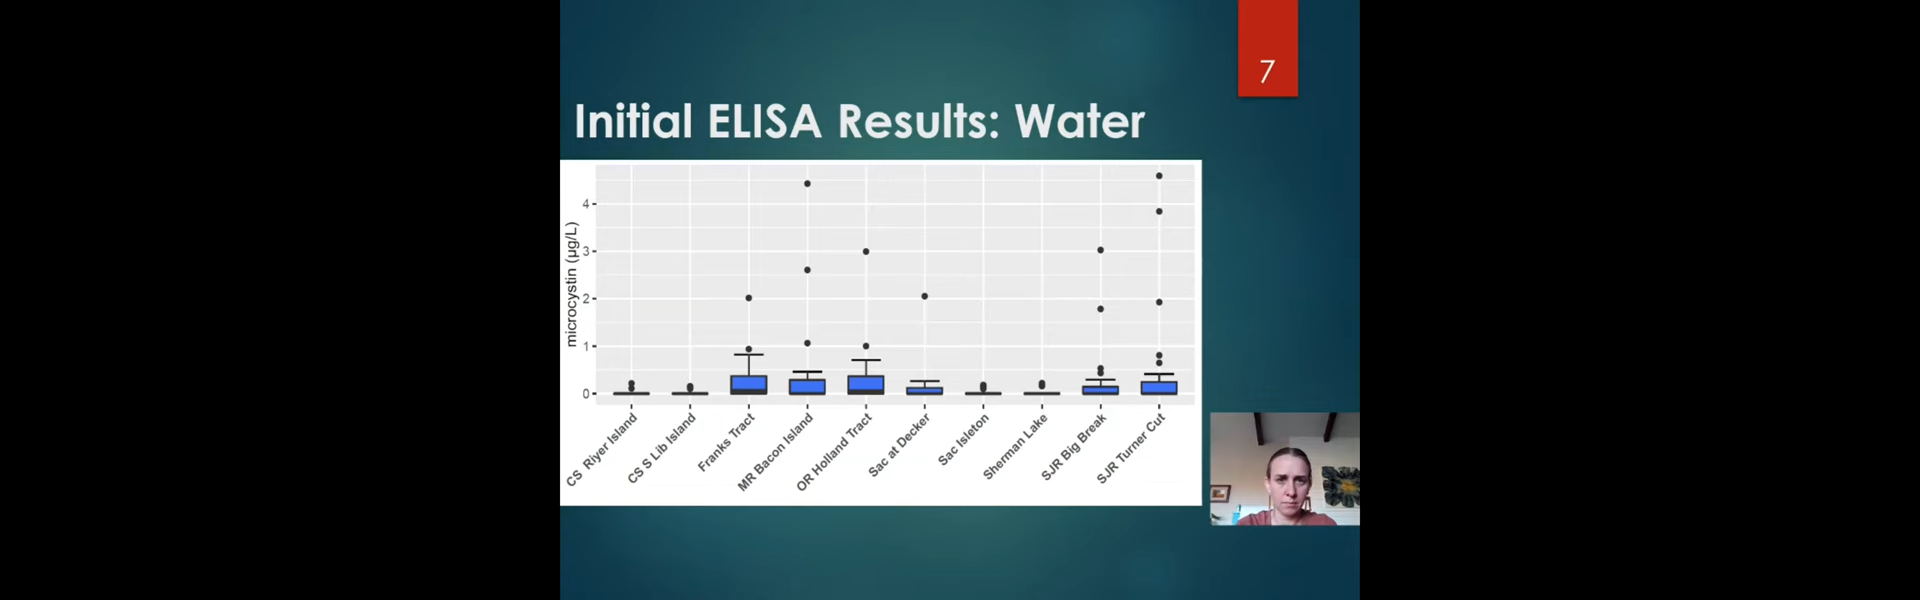 7
Initial ELISA Results: Water
microcystin (µg/L)
4
3
2
1
0
CS Ryer Island
CS S Lib Island
Franks Tract
MR Bacon Island
OR Holland Tract
Sac at Decker
Sac Isleton
Sherman Lake
SJR Big Break
SJR Turner Cut